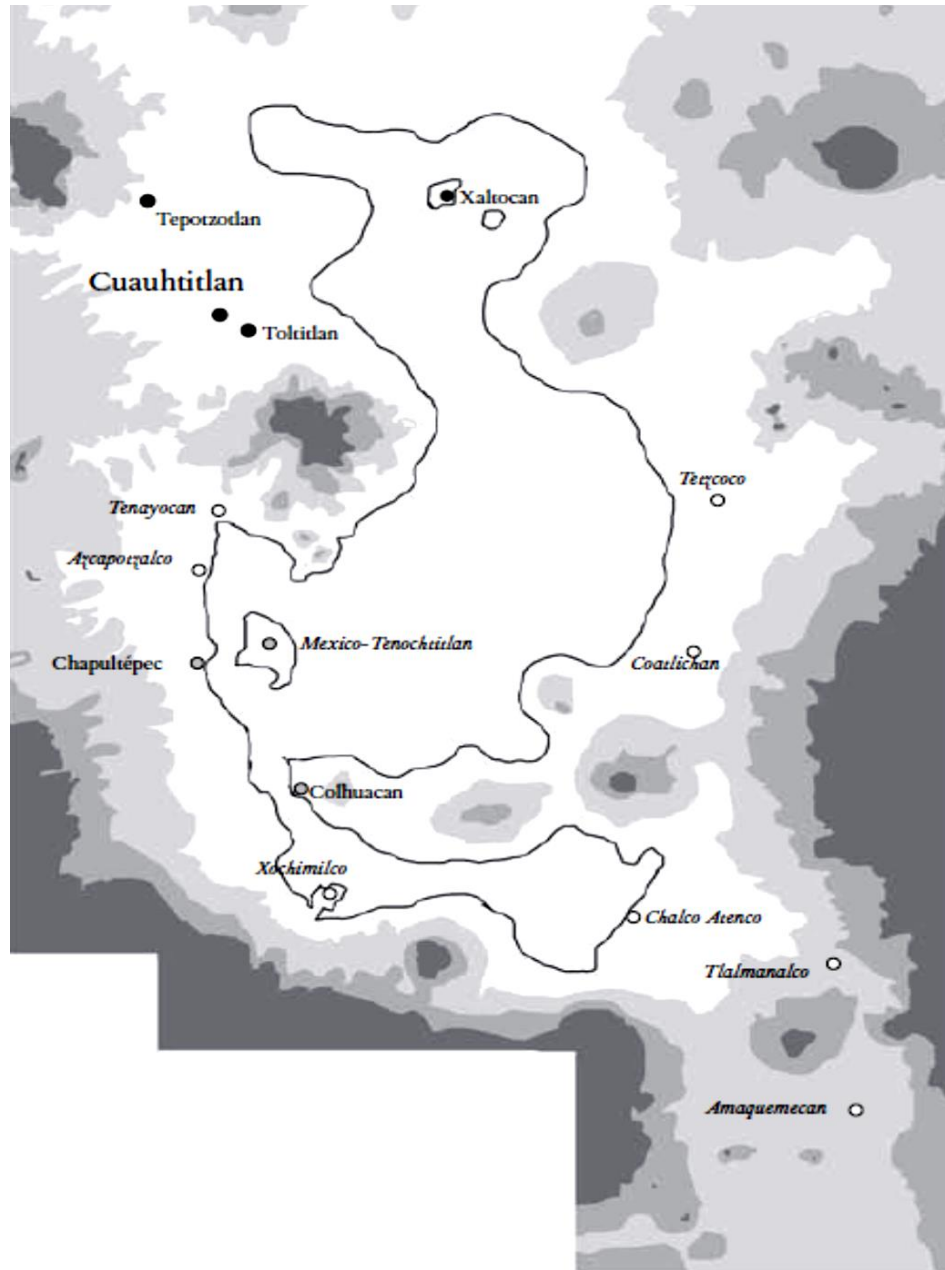 Xaltocan
Tepotzotlan
Cuauhtitlan
Toltitlan
Tetzcoco
Tenayocan
Azcapotzalco
Mexico-Tenochtitlan
Chapultépec
Coatlichan
Colhuacan
Xochimilco
Chalco Atenco
Tlalmanalco
Amaquemecan